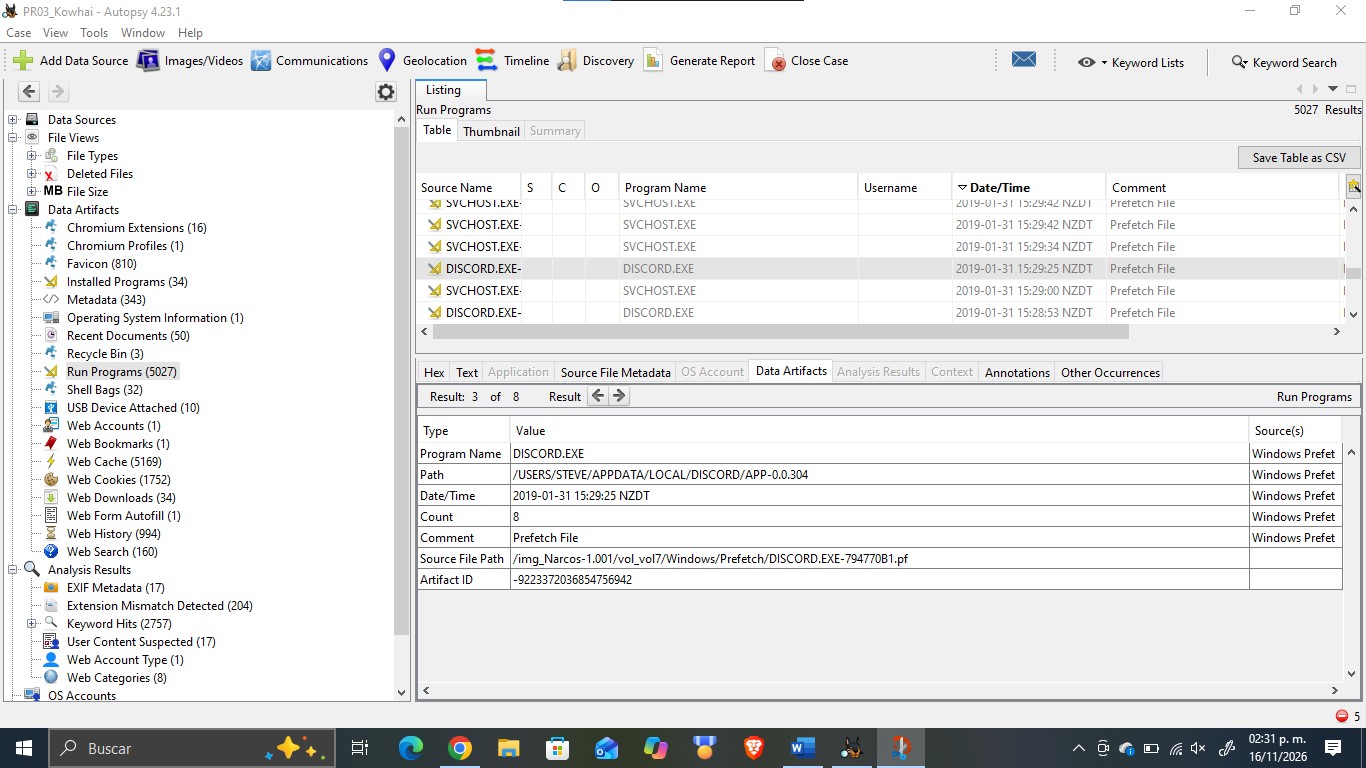 PR03_Kowhai - Autopsy 4.23.1
Case View Tools Window Help
Add Data Source Images/Videos Communications Geolocation Timeline Discovery Generate Report Close Case Keyword Lists Keyword Search
Data Sources
File Views
File Types
Deleted Files
MB File Size
Data Artifacts
Chromium Extensions (16)
Chromium Profiles (1)
Favicon (810)
Installed Programs (34)
Metadata (343)
Operating System Information (1)
Recent Documents (50)
Recycle Bin (3)
Run Programs (5027)
Shell Bags (32)
USB Device Attached (10)
Web Accounts (1)
Web Bookmarks (1)
Web Cache (5169)
Web Cookies (1752)
Web Downloads (34)
Web Form Autofill (1)
Web History (994)
Web Search (160)
Analysis Results
EXIF Metadata (17)
Extension Mismatch Detected (204)
Keyword Hits (2757)
User Content Suspected (17)
Web Account Type (1)
Web Categories (8)
OS Accounts
Listing
Run Programs 5027 Results
Table Thumbnail Summary
Save Table as CSV
Source Name S C O Program Name Username Date/Time Comment
SVCHOST.EXE- SVCHOST.EXE 2019-01-31 15:29:42 NZDT Prefetch File
SVCHOST.EXE- SVCHOST.EXE 2019-01-31 15:29:42 NZDT Prefetch File
SVCHOST.EXE- SVCHOST.EXE 2019-01-31 15:29:34 NZDT Prefetch File
DISCORD.EXE- DISCORD.EXE 2019-01-31 15:29:25 NZDT Prefetch File
SVCHOST.EXE- SVCHOST.EXE 2019-01-31 15:29:00 NZDT Prefetch File
DISCORD.EXE- DISCORD.EXE 2019-01-31 15:28:53 NZDT Prefetch File
Hex Text Application Source File Metadata OS Account Data Artifacts Analysis Results Context Annotations Other Occurrences
Result: 3 of 8 Result Run Programs
Type Value Source(s)
Program Name DISCORD.EXE Windows Prefet
Path /USERS/STEVE/APPDATA/LOCAL/DISCORD/APP-0.0.304 Windows Prefet
Date/Time 2019-01-31 15:29:25 NZDT Windows Prefet
Count 8 Windows Prefet
Comment Prefetch File Windows Prefet
Source File Path /img_Narcos-1.001/vol_vol7/Windows/Prefetch/DISCORD.EXE-794770B1.pf
Artifact ID -9223372036854756942
5
Buscar
02:31 p. m.
16/11/2026